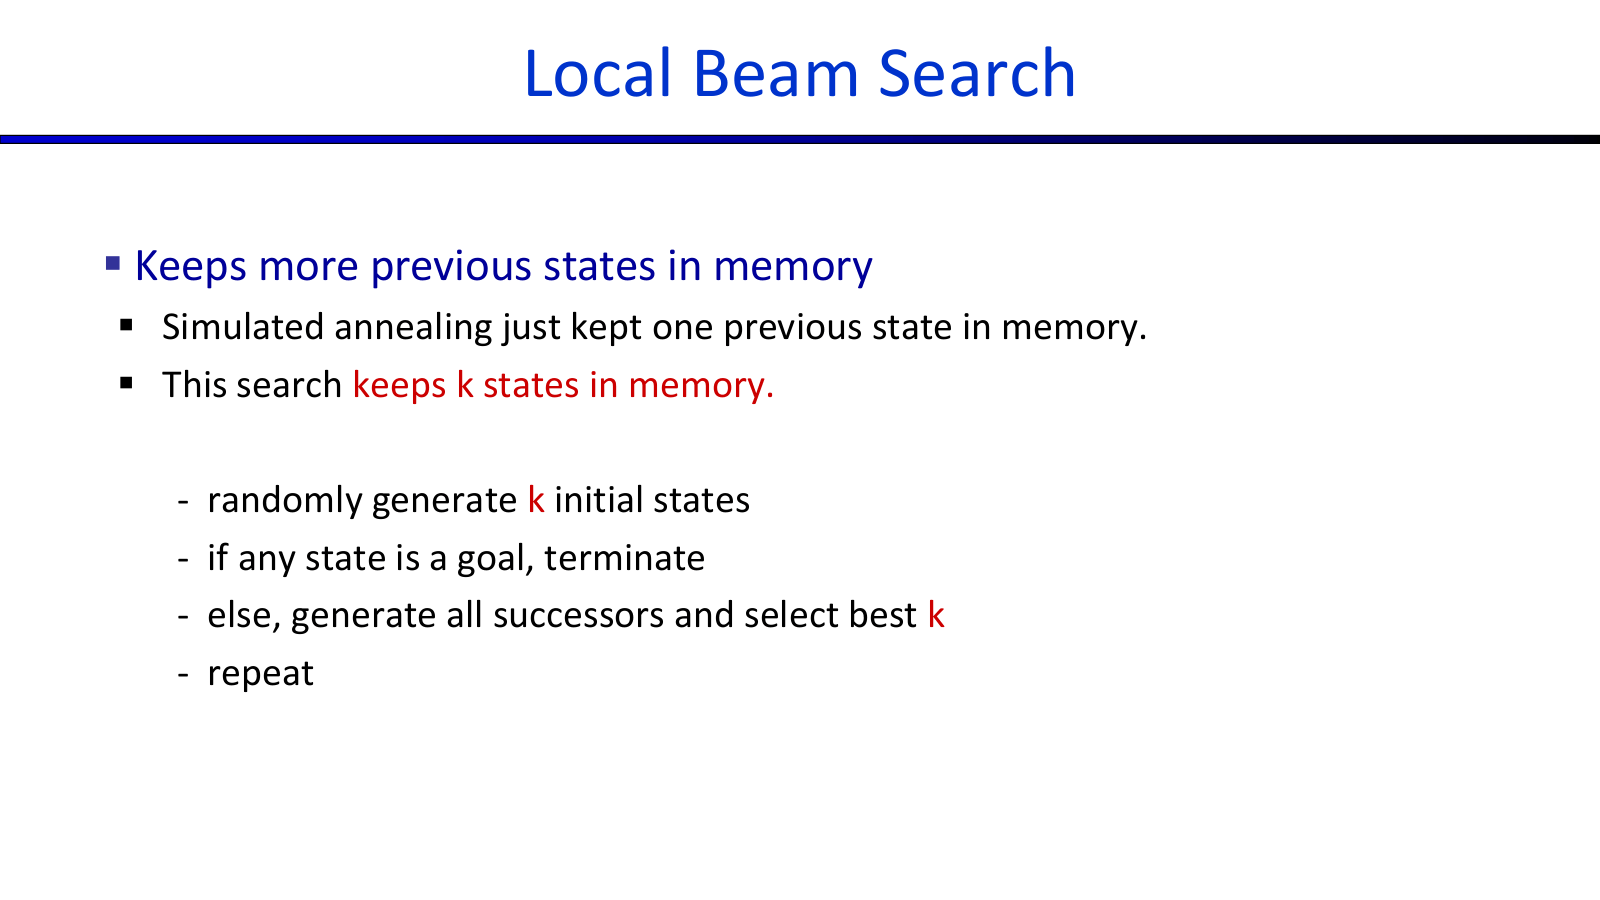 Local Beam Search
▪ Keeps more previous states in memory
▪ Simulated annealing just kept one previous state in memory.
▪ This search keeps k states in memory.
- randomly generate k initial states
- if any state is a goal, terminate
- else, generate all successors and select best k
- repeat